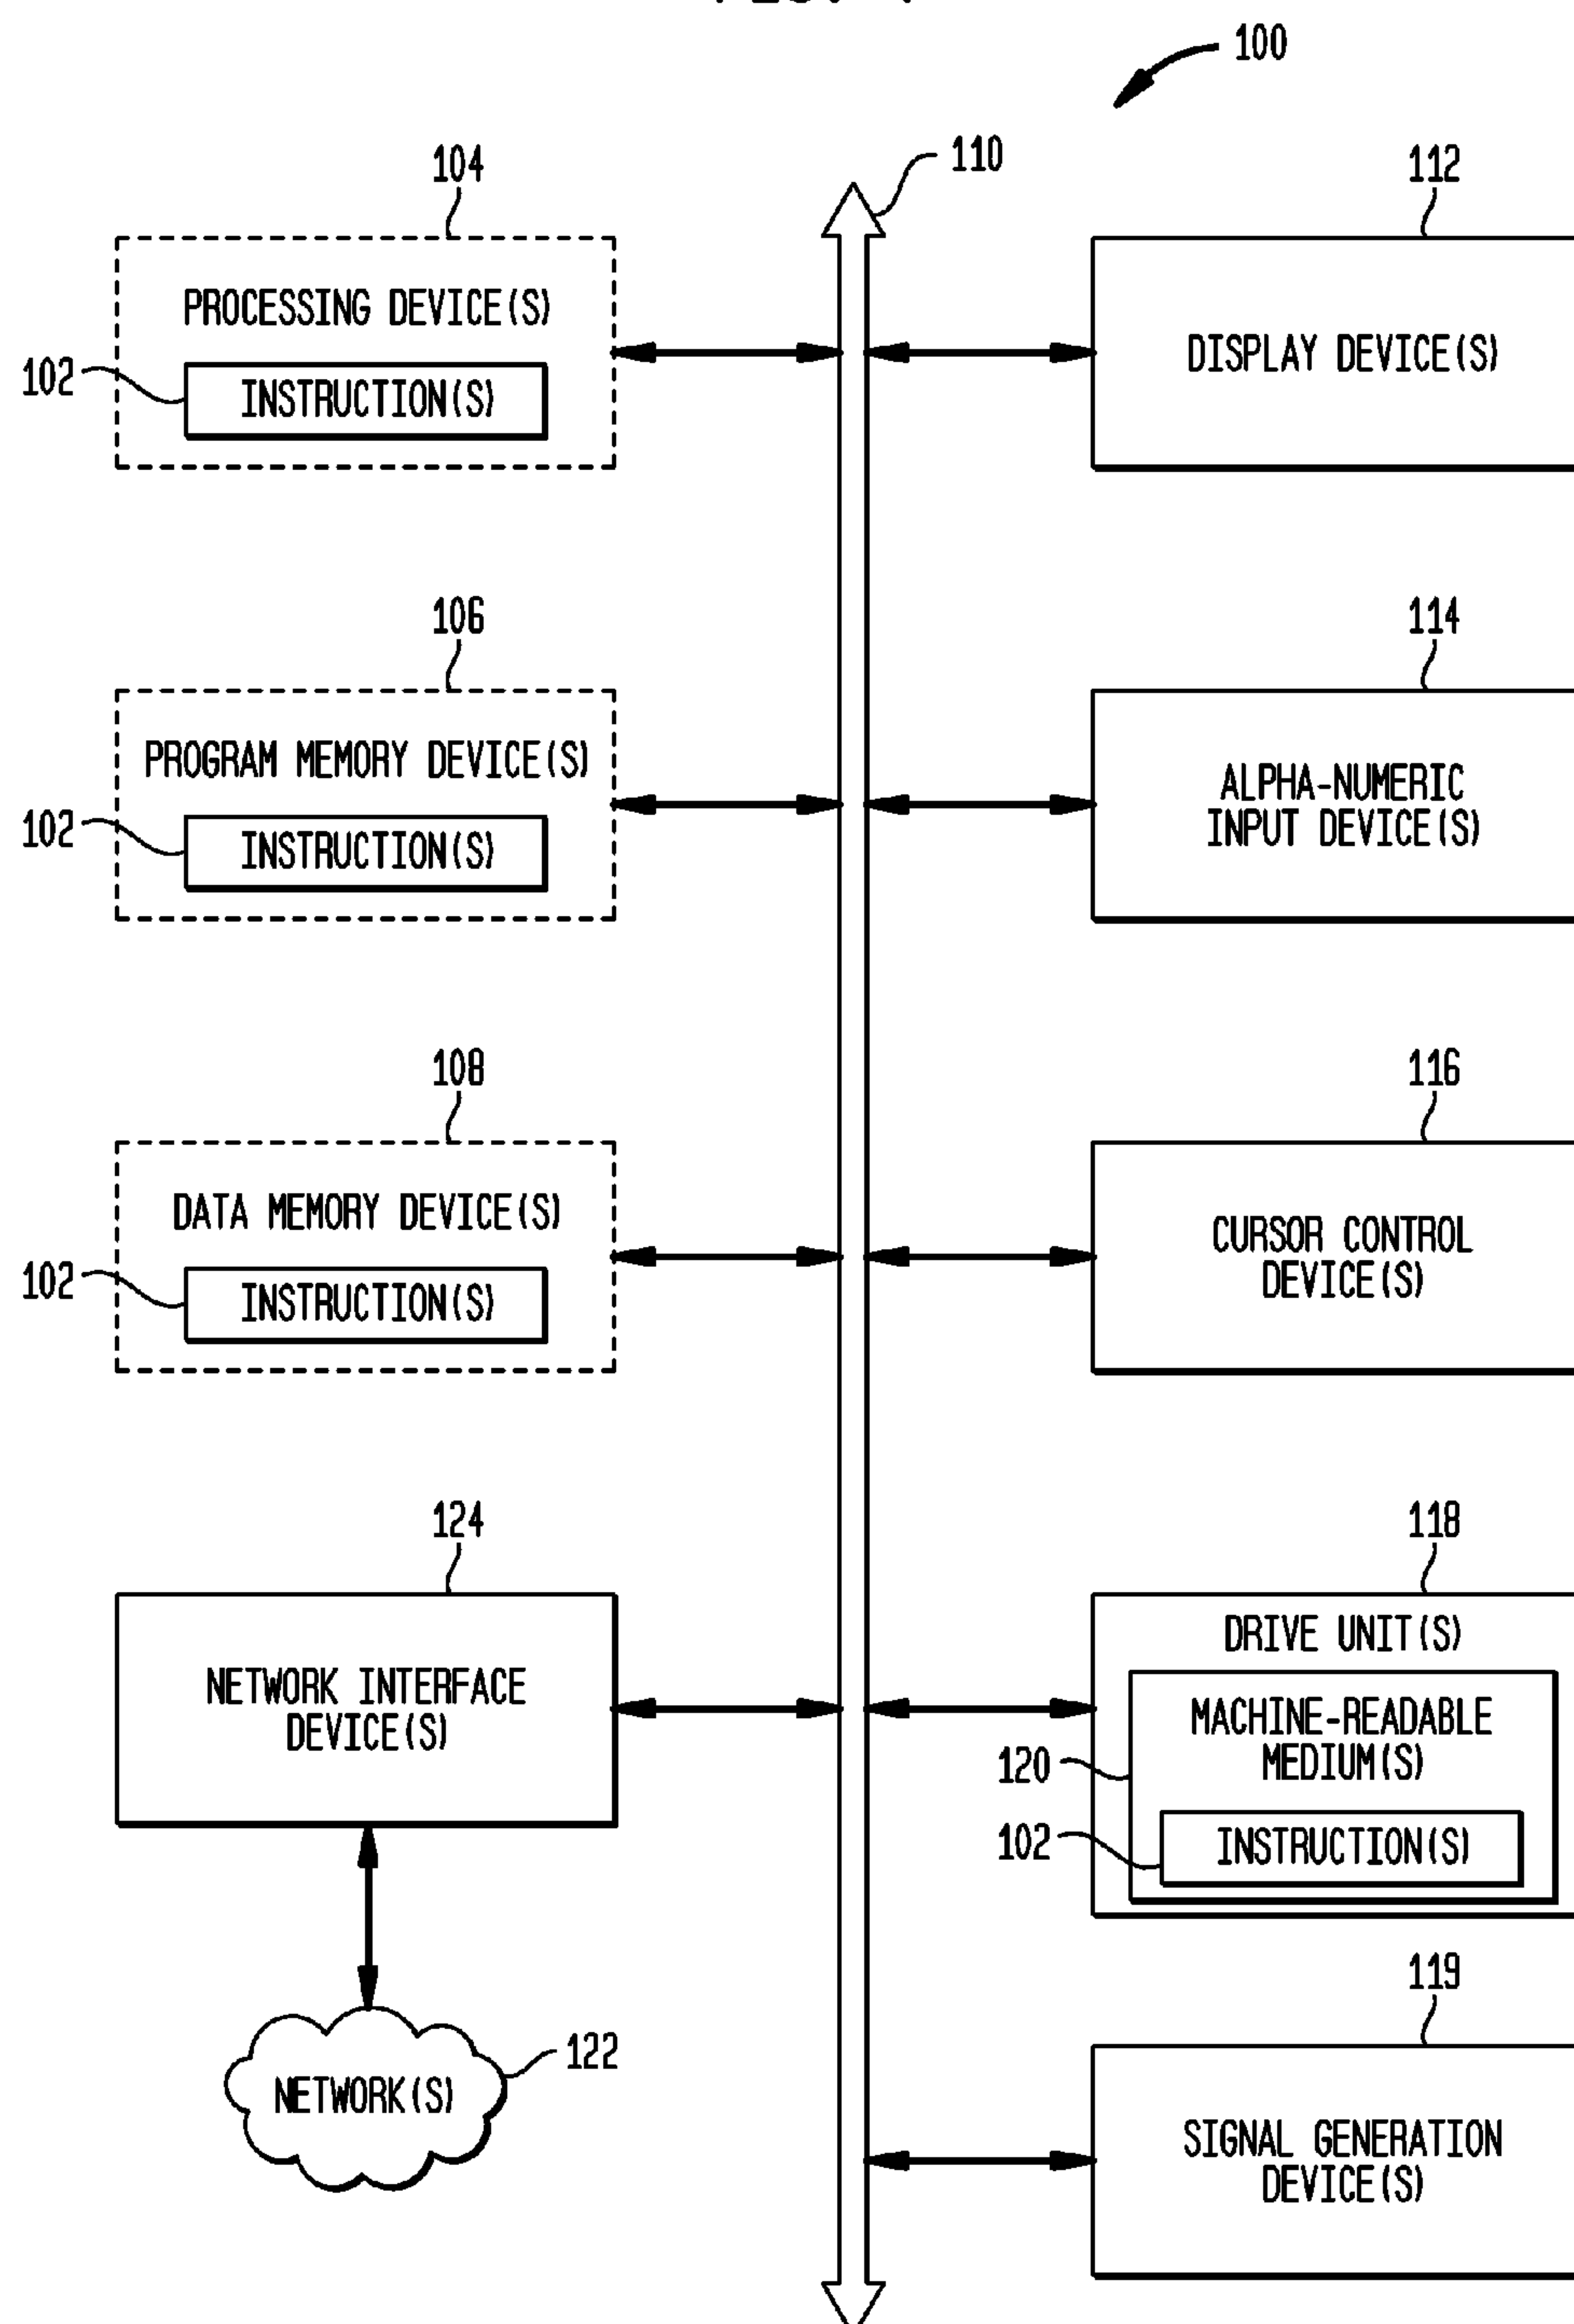 100
110
104
PROCESSING DEVICE(S)
102
INSTRUCTION(S)
112
DISPLAY DEVICE(S)
106
PROGRAM MEMORY DEVICE(S)
102
INSTRUCTION(S)
114
ALPHA-NUMERIC
INPUT DEVICE(S)
108
DATA MEMORY DEVICE(S)
102
INSTRUCTION(S)
116
CURSOR CONTROL
DEVICE(S)
124
NETWORK INTERFACE
DEVICE(S)
118
DRIVE UNIT(S)
MACHINE-READABLE
MEDIUM(S)
120
102
INSTRUCTION(S)
122
NETWORK(S)
119
SIGNAL GENERATION
DEVICE(S)